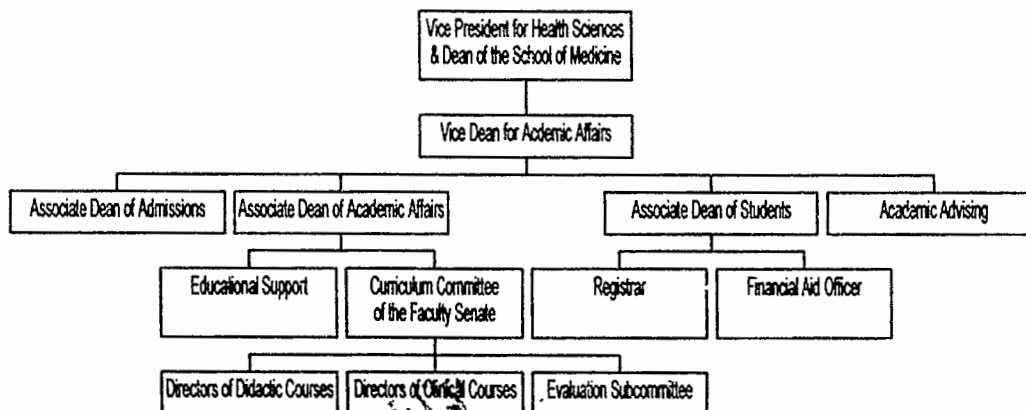 Vice President for Health Sciences
& Dean of the School of Medicine
Vice Dean for Acdemic Affairs
Associate Dean of Admissions
Associate Dean of Academic Affairs
Associate Dean of Students
Academic Advising
Educational Support
Curriculum Committee
of the Faculty Senate
Registrar
Financial Aid Officer
Directors of Didactic Courses
Directors of Clinical Courses
Evaluation Subcommittee